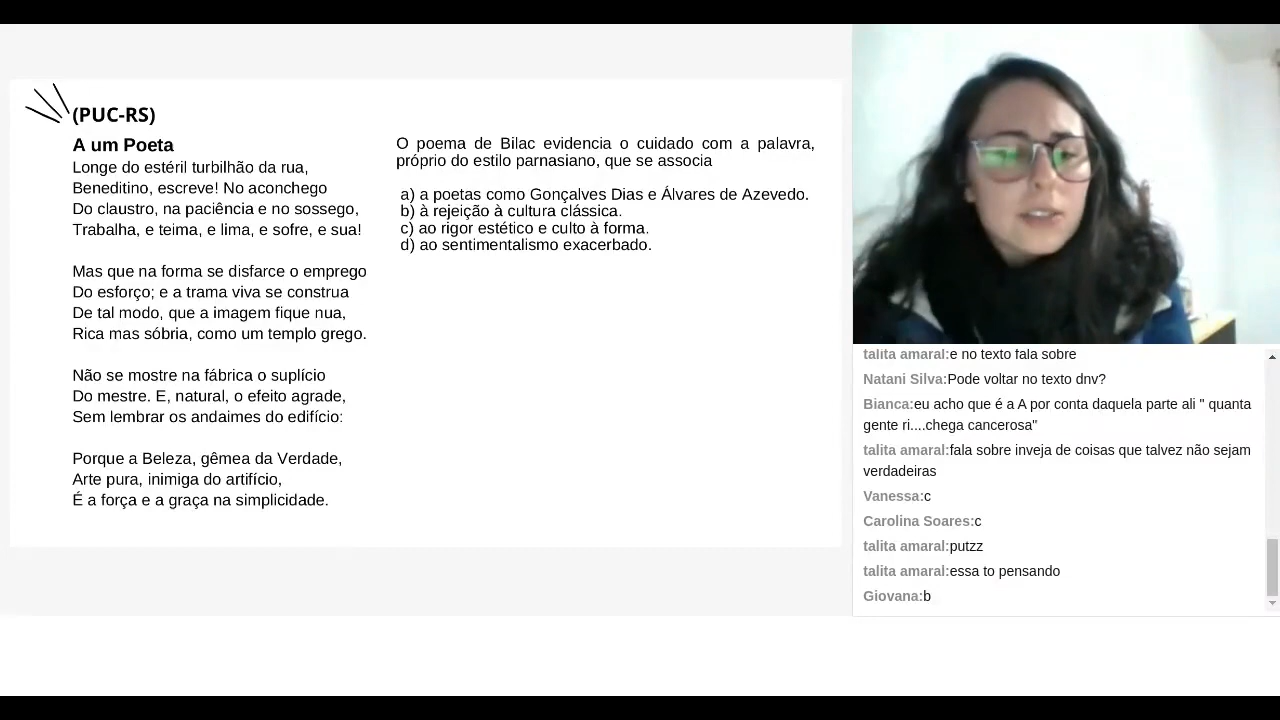 (PUC-RS)
A um Poeta
Longe do estéril turbilhão da rua,
Beneditino, escreve! No aconchego
Do claustro, na paciência e no sossego,
Trabalha, e teima, e lima, e sofre, e sua!
Mas que na forma se disfarce o emprego
Do esforço; e a trama viva se construa
De tal modo, que a imagem fique nua,
Rica mas sóbria, como um templo grego.
Não se mostre na fábrica o suplício
Do mestre. E, natural, o efeito agrade,
Sem lembrar os andaimes do edifício:
Porque a Beleza, gêmea da Verdade,
Arte pura, inimiga do artifício,
É a força e a graça na simplicidade.
O poema de Bilac evidencia o cuidado com a palavra,
próprio do estilo parnasiano, que se associa
a) a poetas como Gonçalves Dias e Álvares de Azevedo.
b) à rejeição à cultura clássica.
c) ao rigor estético e culto à forma.
d) ao sentimentalismo exacerbado.
talita amaral:e no texto fala sobre
Natani Silva:Pode voltar no texto dnv?
Bianca:eu acho que é a A por conta daquela parte ali " quanta
gente ri....chega cancerosa"
talita amaral:fala sobre inveja de coisas que talvez não sejam
verdadeiras
Vanessa:c
Carolina Soares:c
talita amaral:putzz
talita amaral:essa to pensando
Giovana:b